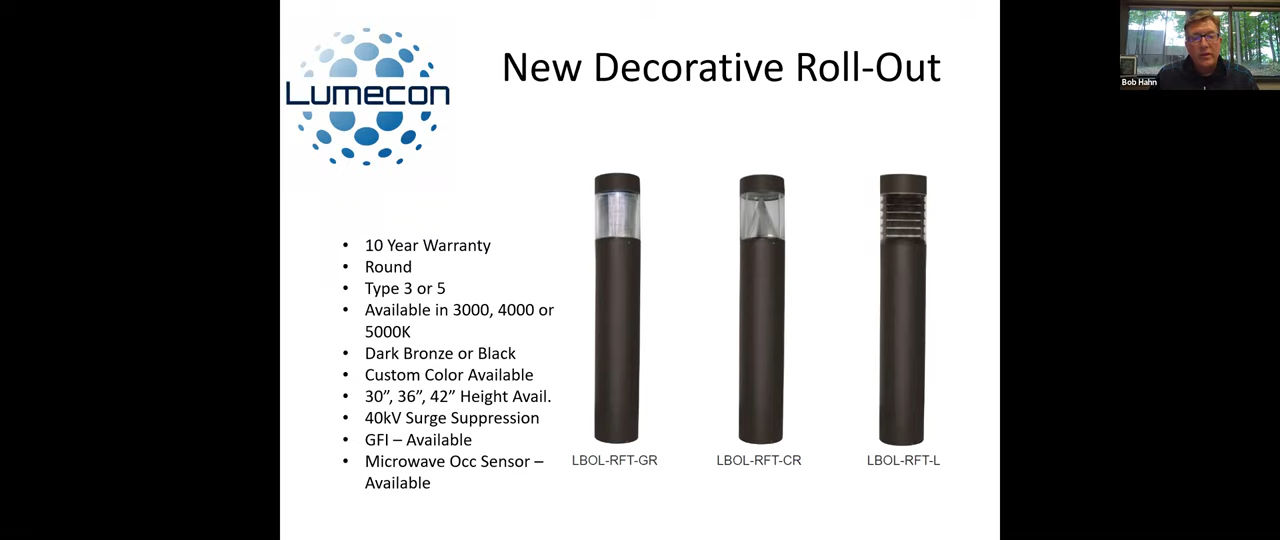 Lumecon
New Decorative Roll-Out
Bob Hahn
• 10 Year Warranty
• Round
• Type 3 or 5
• Available in 3000, 4000 or
5000K
• Dark Bronze or Black
• Custom Color Available
• 30”, 36”, 42” Height Avail.
• 40kV Surge Suppression
• GFI – Available
• Microwave Occ Sensor –
Available
LBOL-RFT-GR
LBOL-RFT-CR
LBOL-RFT-L